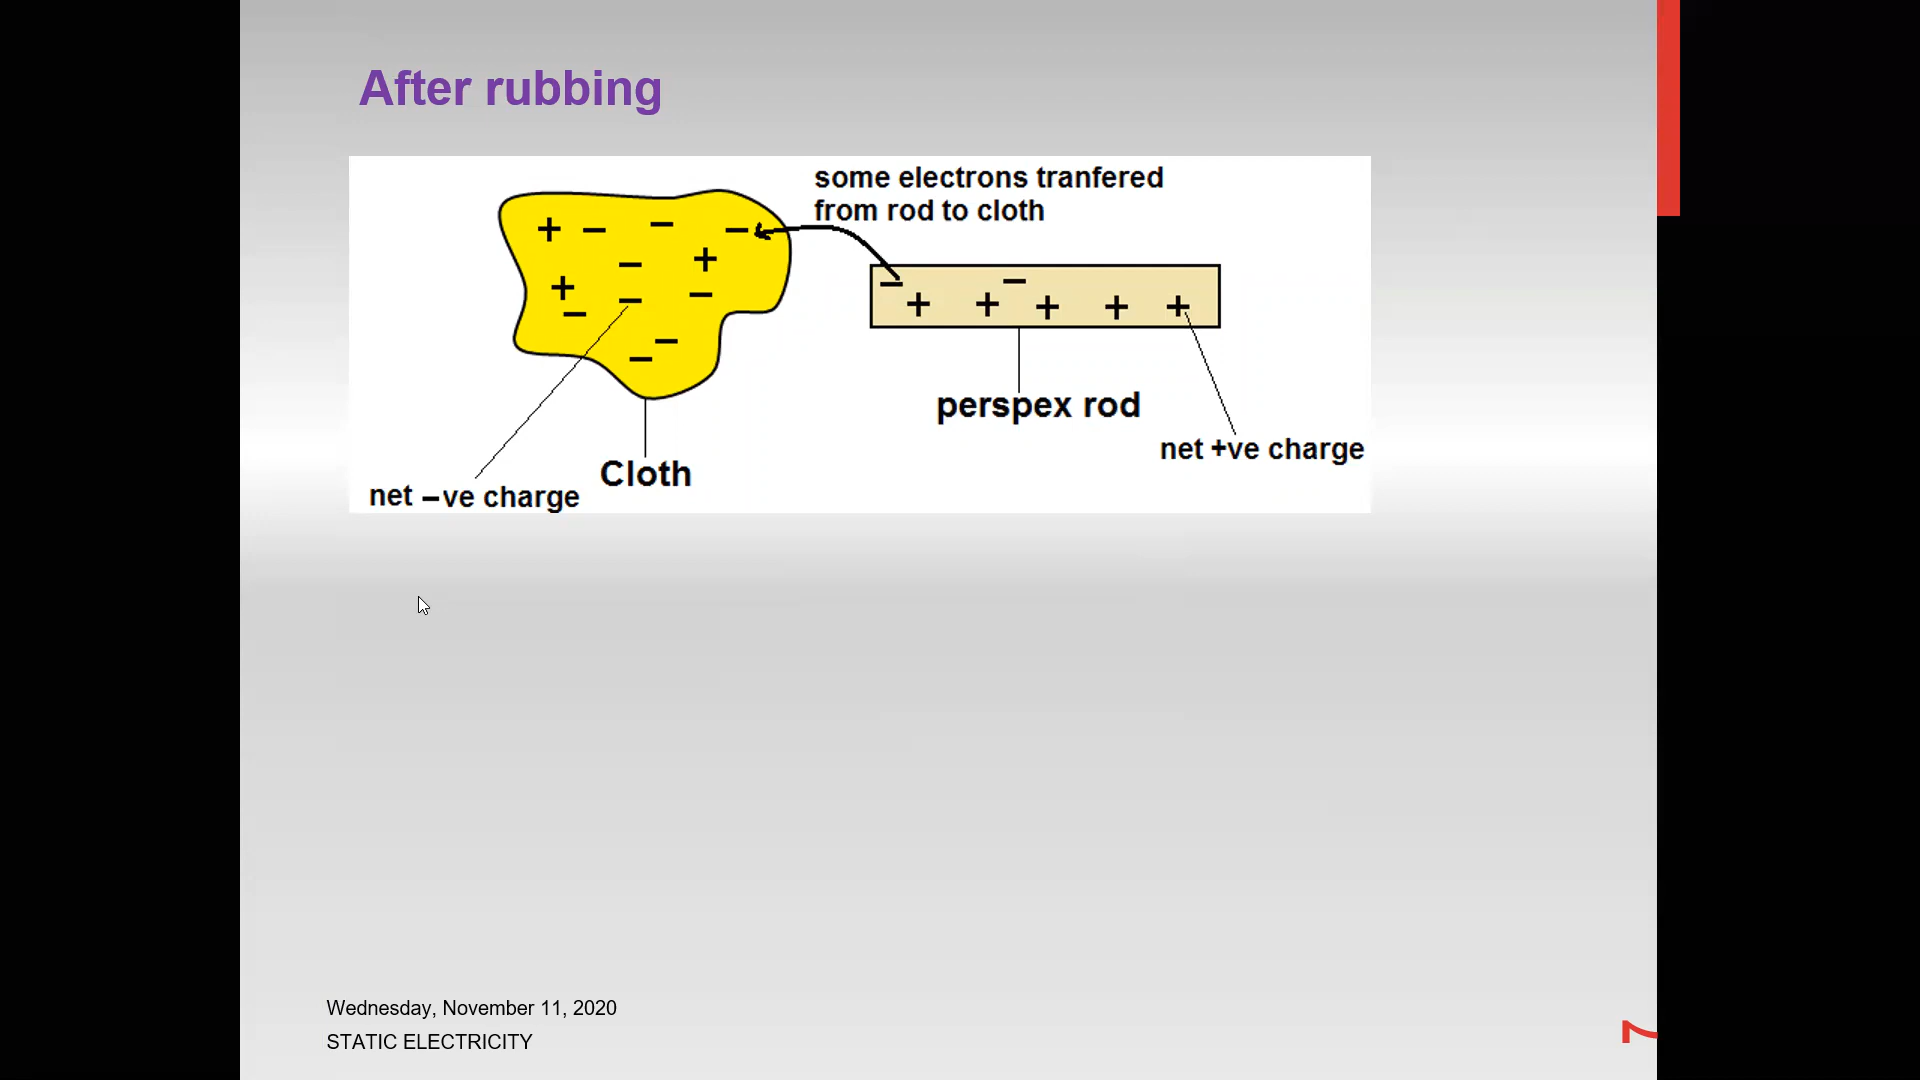 After rubbing
some electrons tranfered
from rod to cloth
+ – – –
– +
+ – –
–
– –
– –
+ + + + +
perspex rod
net +ve charge
Cloth
net –ve charge
Wednesday, November 11, 2020
STATIC ELECTRICITY
7